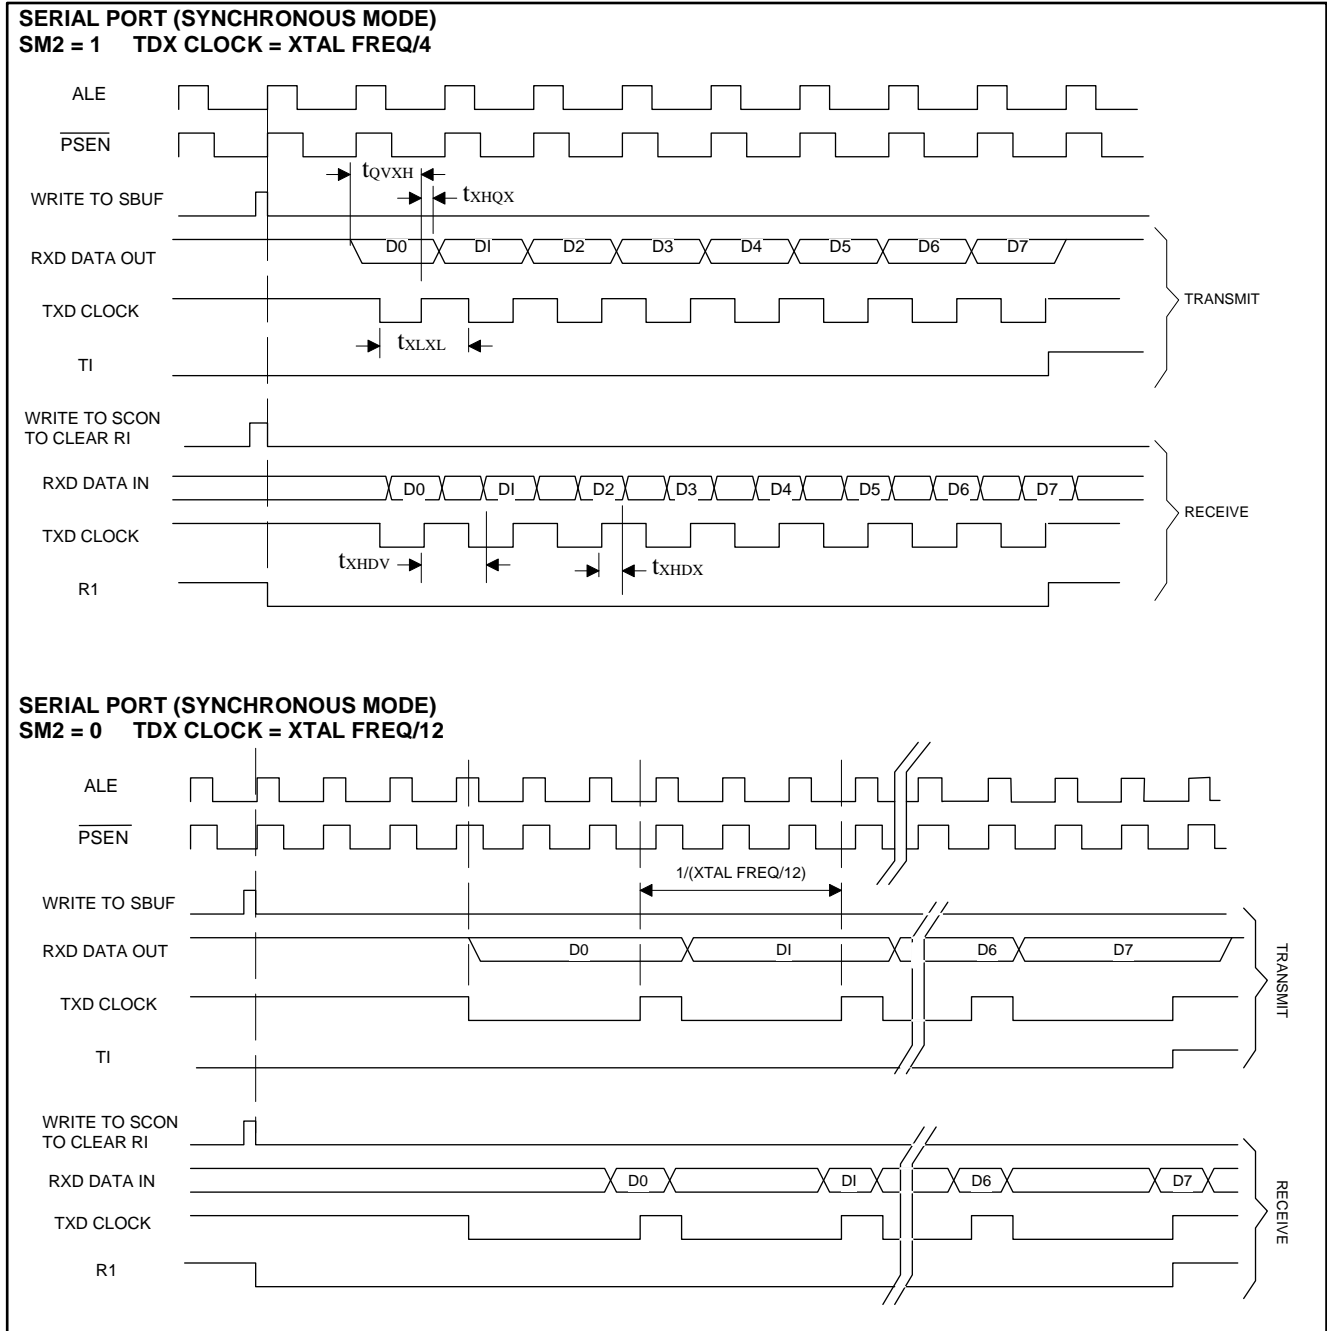 SERIAL PORT (SYNCHRONOUS MODE)
SM2 = 1 TDX CLOCK = XTAL FREQ/4
ALE
PSEN
tQVXH
tXHQX
WRITE TO SBUF
RXD DATA OUT
D0 DI D2 D3 D4 D5 D6 D7
TXD CLOCK
TRANSMIT
tXLXL
TI
WRITE TO SCON
TO CLEAR RI
RXD DATA IN
D0 DI D2 D3 D4 D5 D6 D7
TXD CLOCK
RECEIVE
tXHDV
tXHDX
R1
SERIAL PORT (SYNCHRONOUS MODE)
SM2 = 0 TDX CLOCK = XTAL FREQ/12
ALE
PSEN
1/(XTAL FREQ/12)
WRITE TO SBUF
RXD DATA OUT
D0 DI D6 D7
TXD CLOCK
TRANSMIT
TI
WRITE TO SCON
TO CLEAR RI
RXD DATA IN
D0 DI D6 D7
TXD CLOCK
RECEIVE
R1